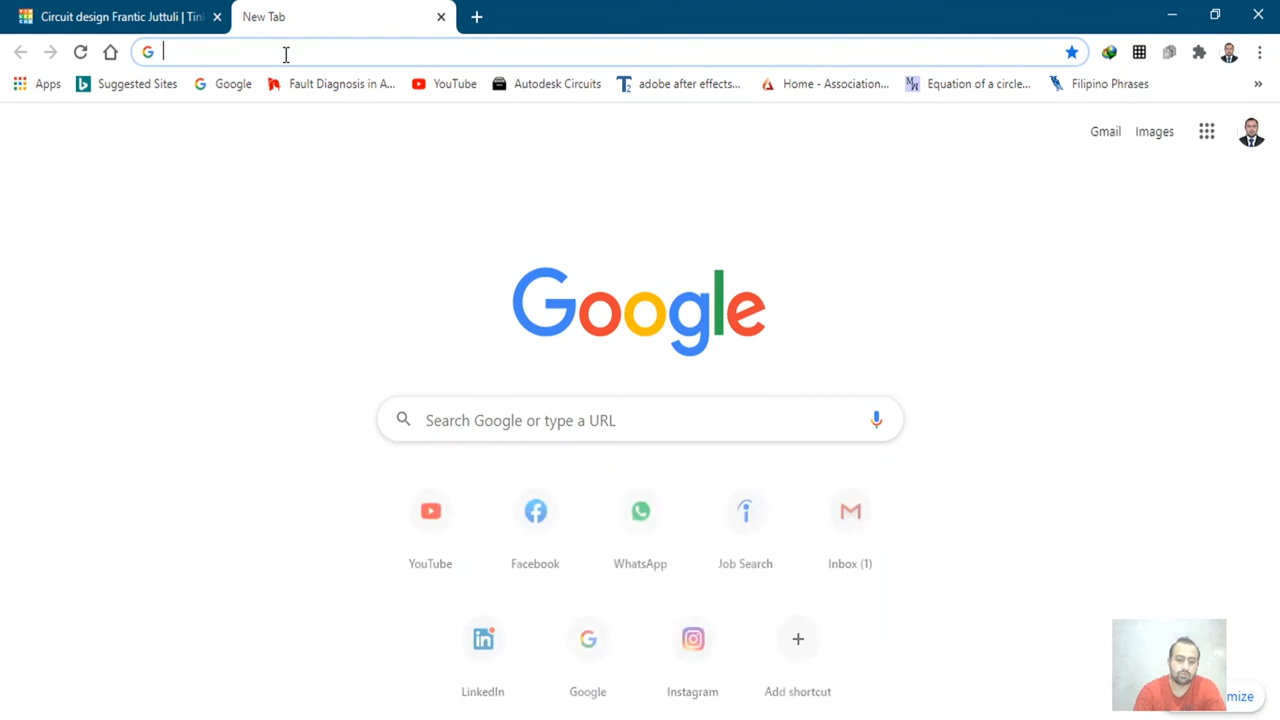 Circuit design Frantic Juttuli | Tin
New Tab
Apps
Suggested Sites
Google
Fault Diagnosis in A...
YouTube
Autodesk Circuits
adobe after effects...
Home - Association...
Equation of a circle...
Filipino Phrases
»
Gmail
Images
Google
Search Google or type a URL
YouTube
Facebook
WhatsApp
Job Search
Inbox (1)
LinkedIn
Google
Instagram
Add shortcut
mize